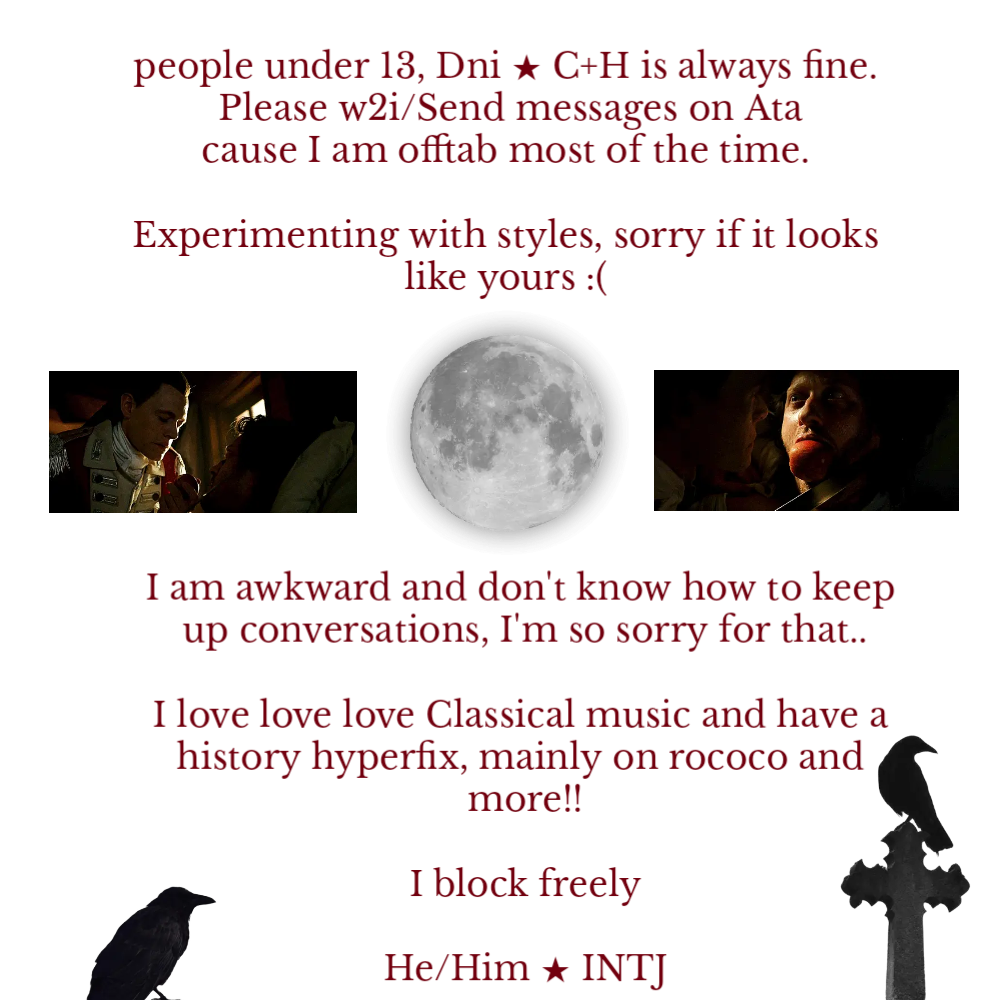 people under 13, Dni ★ C+H is always fine.
Please w2i/Send messages on Ata
cause I am offtab most of the time.
Experimenting with styles, sorry if it looks
like yours :(
I am awkward and don't know how to keep
up conversations, I'm so sorry for that..
I love love love Classical music and have a
history hyperfix, mainly on rococo and
more!!
I block freely
He/Him ★ INTJ